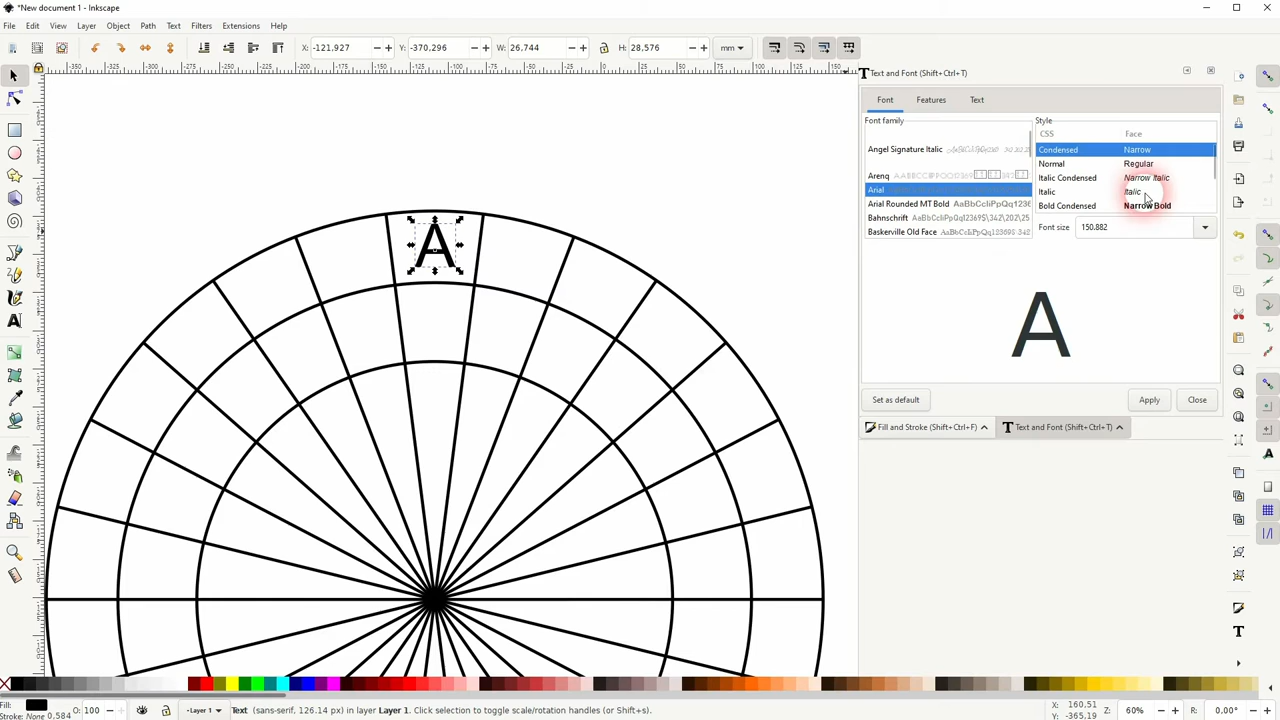 *New document 1 - Inkscape
File Edit View Layer Object Path Text Filters Extensions Help
X: -121.927 Y: -370.296 W: 26.744 H: 28.576 mm
Text and Font (Shift+Ctrl+T)
Font Features Text
Font family Style
CSS Face
Angel Signature Italic
Condensed Narrow
Normal Regular
Arenq
Italic Condensed Narrow Italic
Arial
Italic Italic
Arial Rounded MT Bold AaBbCcIiPpQq1236
Bold Condensed Narrow Bold
Bahnschrift AaBbCcIiPpQq12369$
Baskerville Old Face AaBbCcIiPpQq12369$
Font size 150.882
A
A
Set as default Apply Close
Fill and Stroke (Shift+Ctrl+F) Text and Font (Shift+Ctrl+T)
Fill:
Stroke: None 0,584
O: 100
Layer 1
Text (sans-serif, 126.14 px) in layer Layer 1. Click selection to toggle scale/rotation handles (or Shift+s).
X: 160,51
Y: -365,19
Z: 60% R: 0,00°